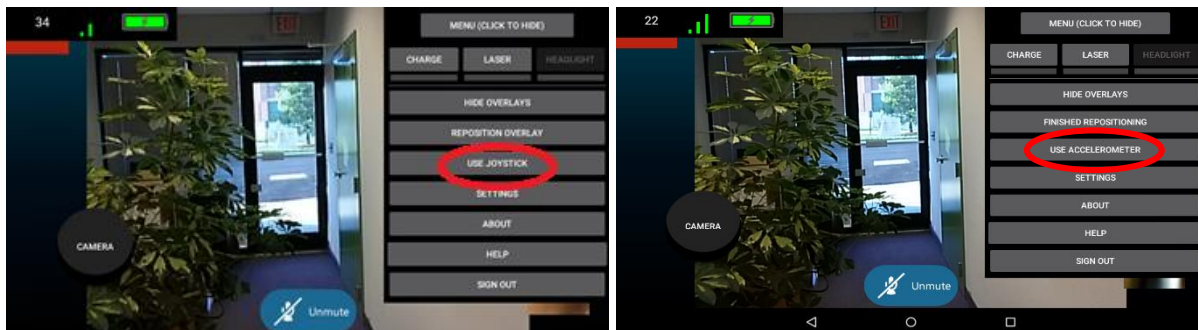 34
EXIT
MENU (CLICK TO HIDE)
CHARGE
LASER
HEADLIGHT
HIDE OVERLAYS
REPOSITION OVERLAY
USE JOYSTICK
SETTINGS
ABOUT
HELP
SIGN OUT
CAMERA
Unmute
22
EXIT
MENU (CLICK TO HIDE)
CHARGE
LASER
HEADLIGHT
HIDE OVERLAYS
FINISHED REPOSITIONING
USE ACCELEROMETER
SETTINGS
ABOUT
HELP
SIGN OUT
CAMERA
Unmute